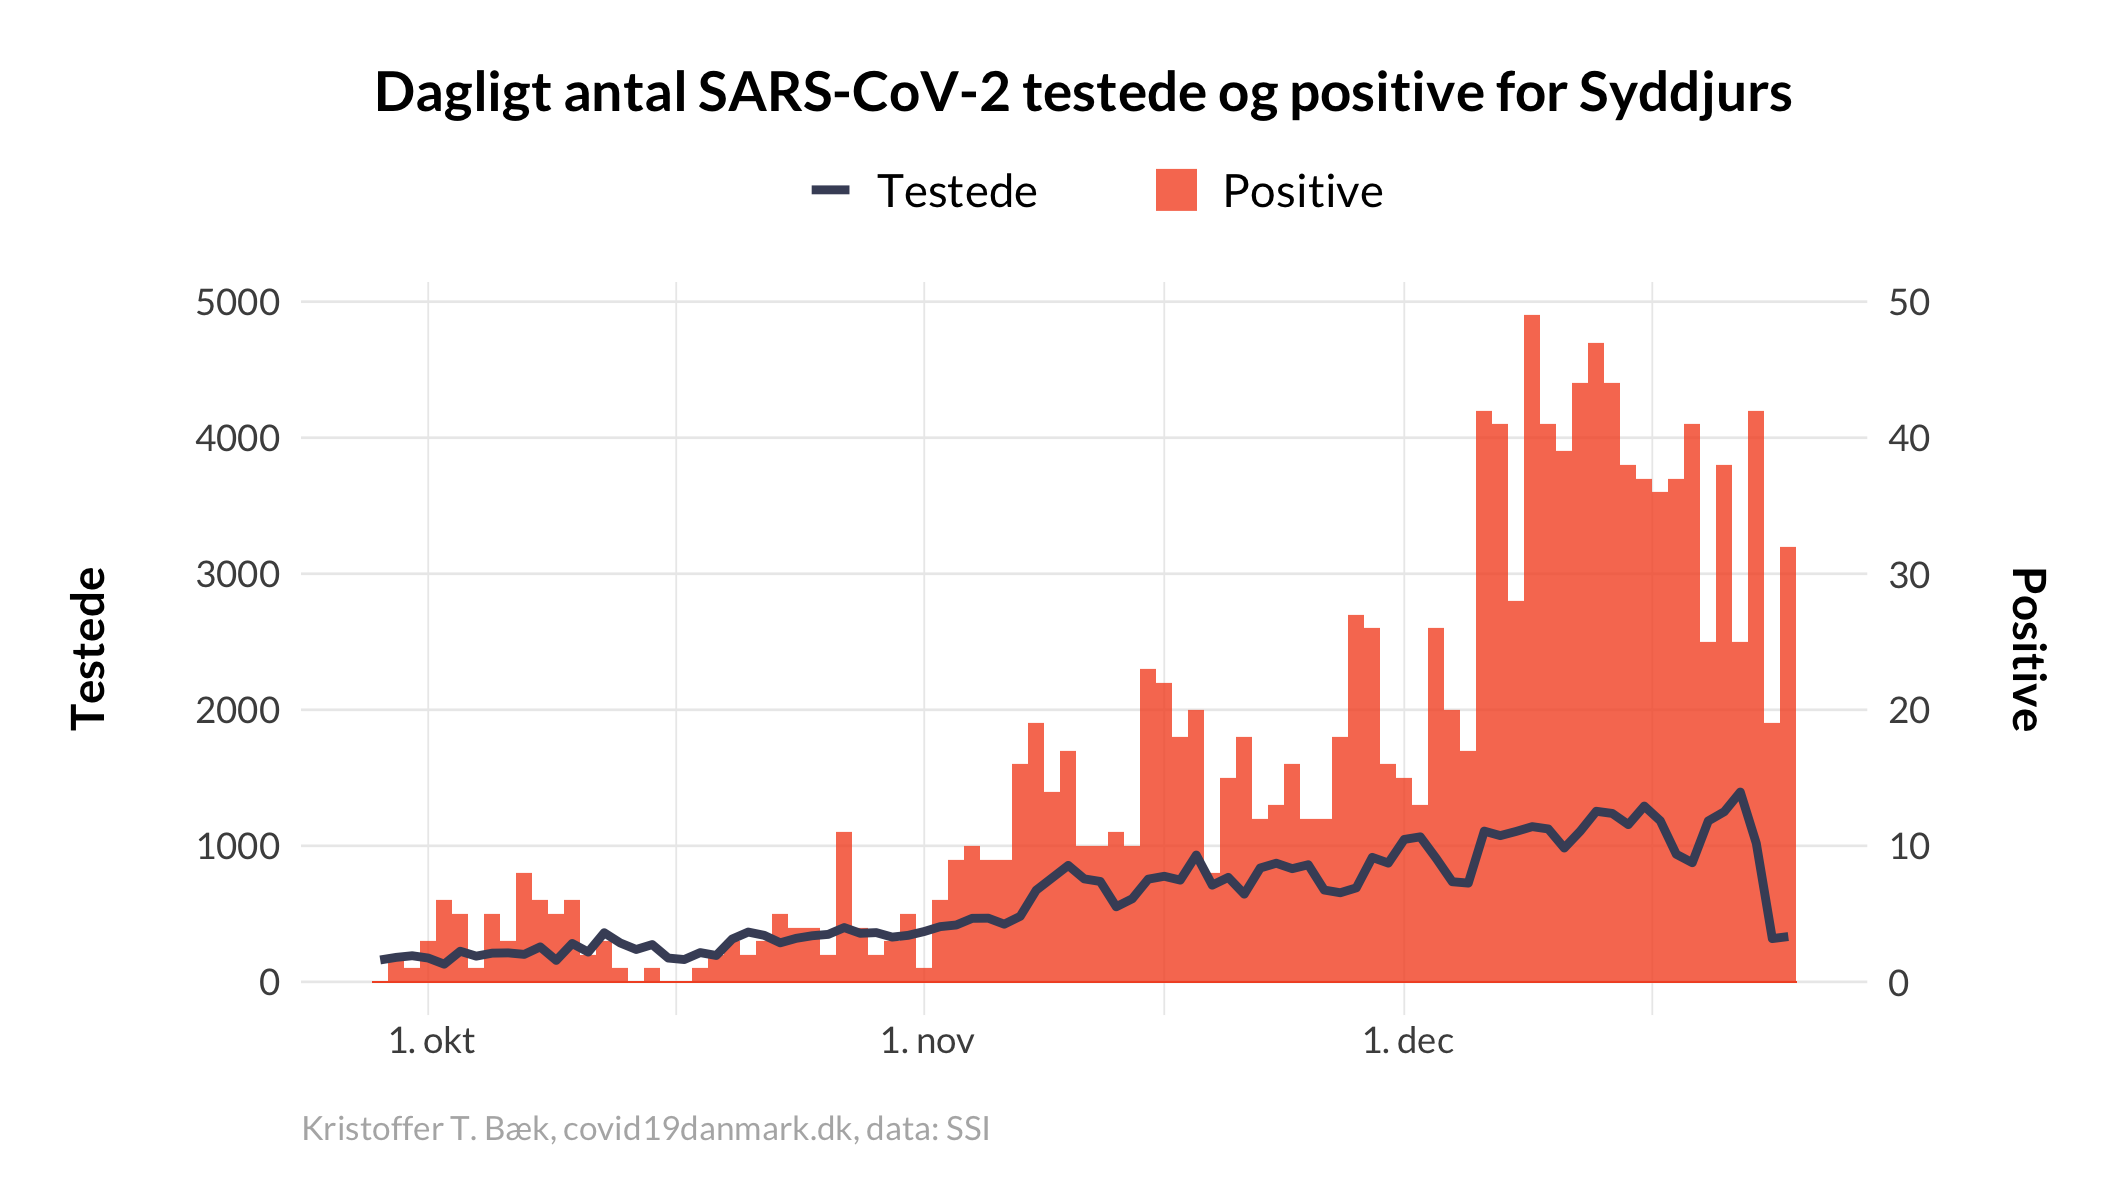 Dagligt antal SARS-CoV-2 testede og positive for Syddjurs
Testede Positive
5000 50
4000 40
3000 30
2000 20
1000 10
0 0
Testede
Positive
1. okt 1. nov 1. dec
Kristoffer T. Bæk, covid19danmark.dk, data: SSI